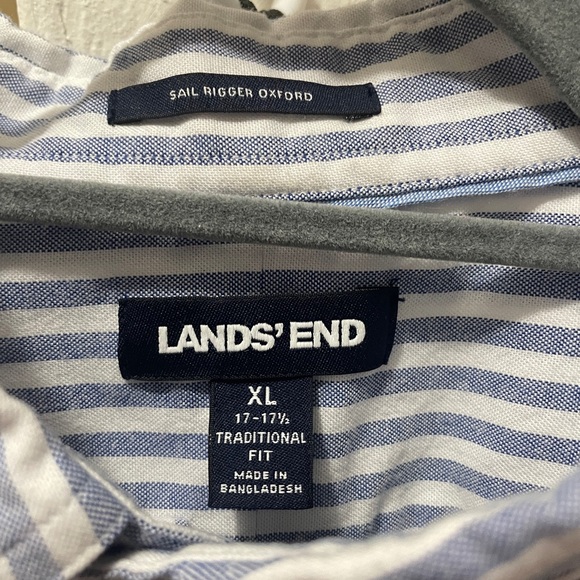 SAIL RIGGER OXFORD
LANDS' END
XL
17-17½
TRADITIONAL
FIT
MADE IN
BANGLADESH